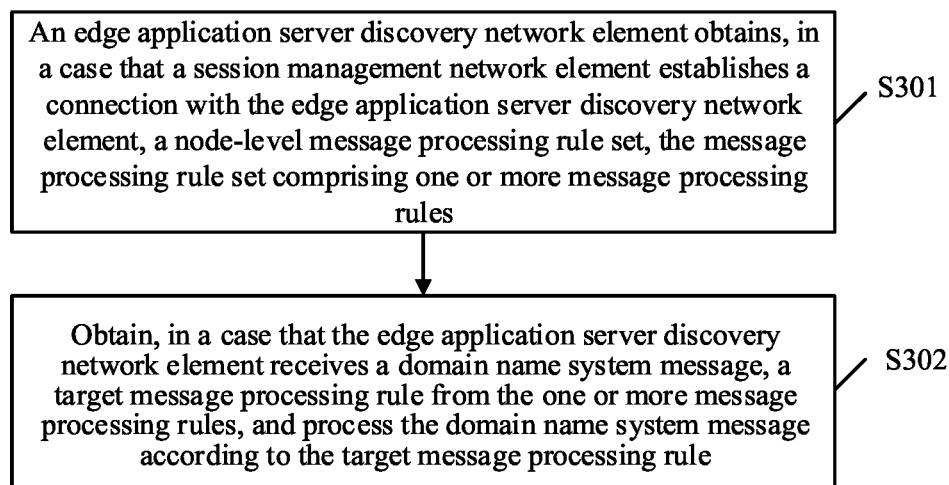 An edge application server discovery network element obtains, in
a case that a session management network element establishes a
connection with the edge application server discovery network
element, a node-level message processing rule set, the message
processing rule set comprising one or more message processing
rules
S301
Obtain, in a case that the edge application server discovery
network element receives a domain name system message, a
target message processing rule from the one or more message
processing rules, and process the domain name system message
according to the target message processing rule
S302